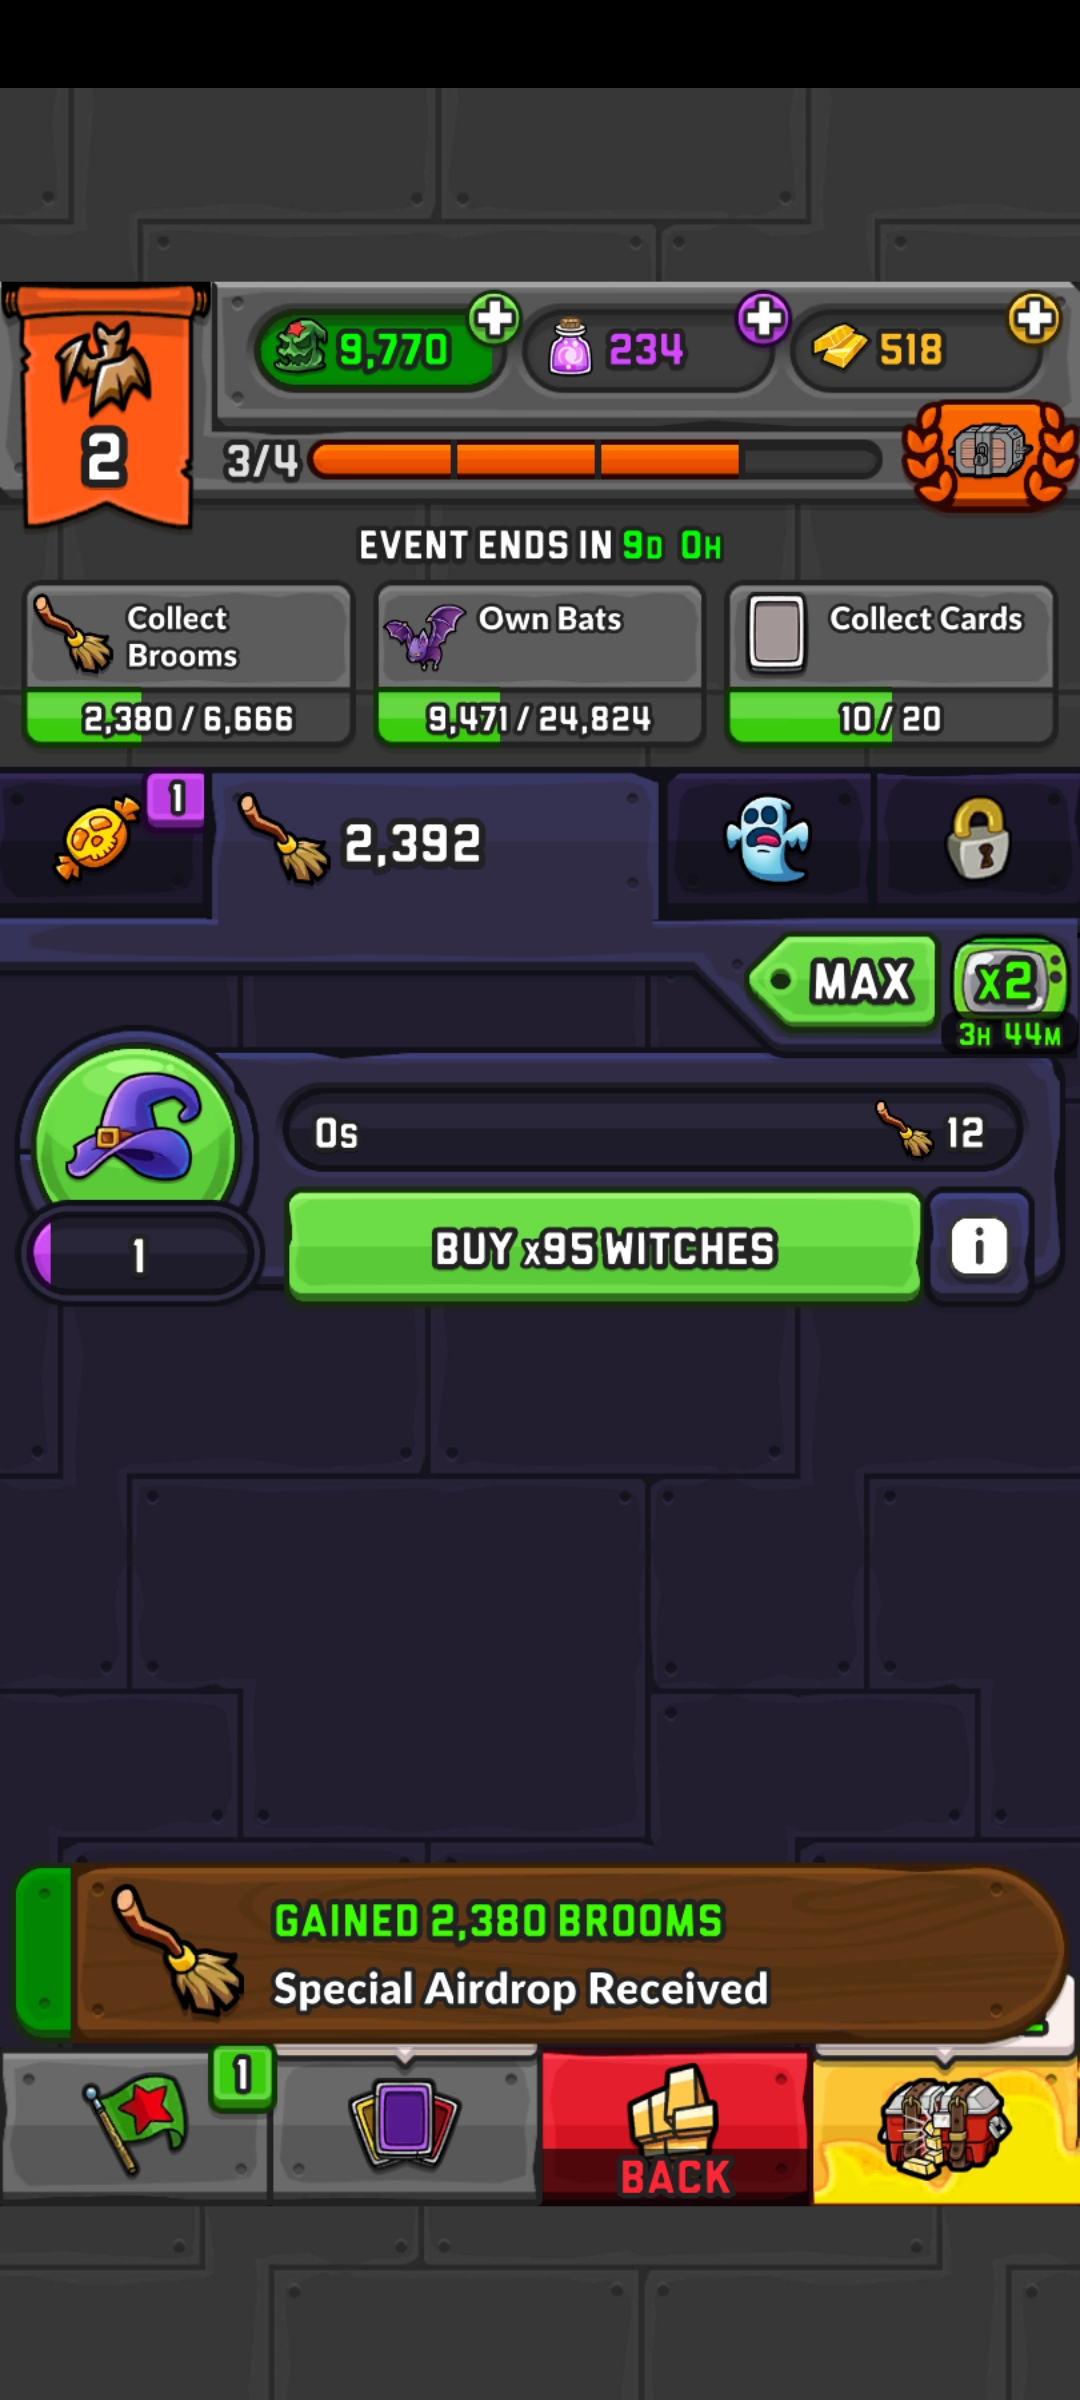 9,770
234
518
2
3/4
EVENT ENDS IN 9D 0H
Collect
Brooms
2,380 / 6,666
Own Bats
9,471 / 24,824
Collect Cards
10 / 20
1
2,392
MAX
x2
3H 44M
0s
12
1
BUY x95 WITCHES
i
GAINED 2,380 BROOMS
Special Airdrop Received
1
BACK